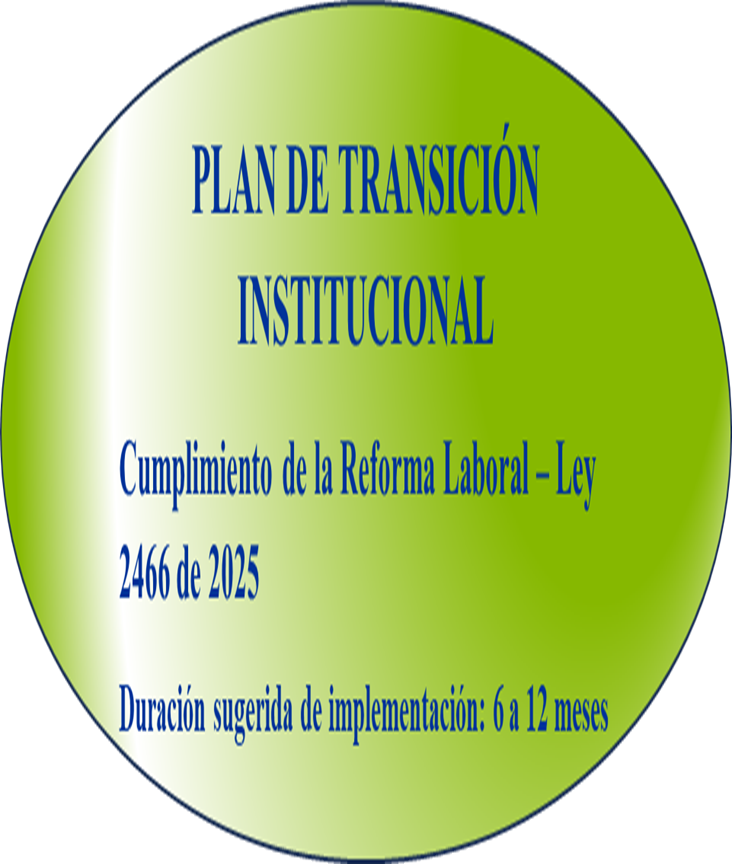 PLAN DE TRANSICIÓN
INSTITUCIONAL
Cumplimiento de la Reforma Laboral – Ley
2466 de 2025
Duración sugerida de implementación: 6 a 12 meses